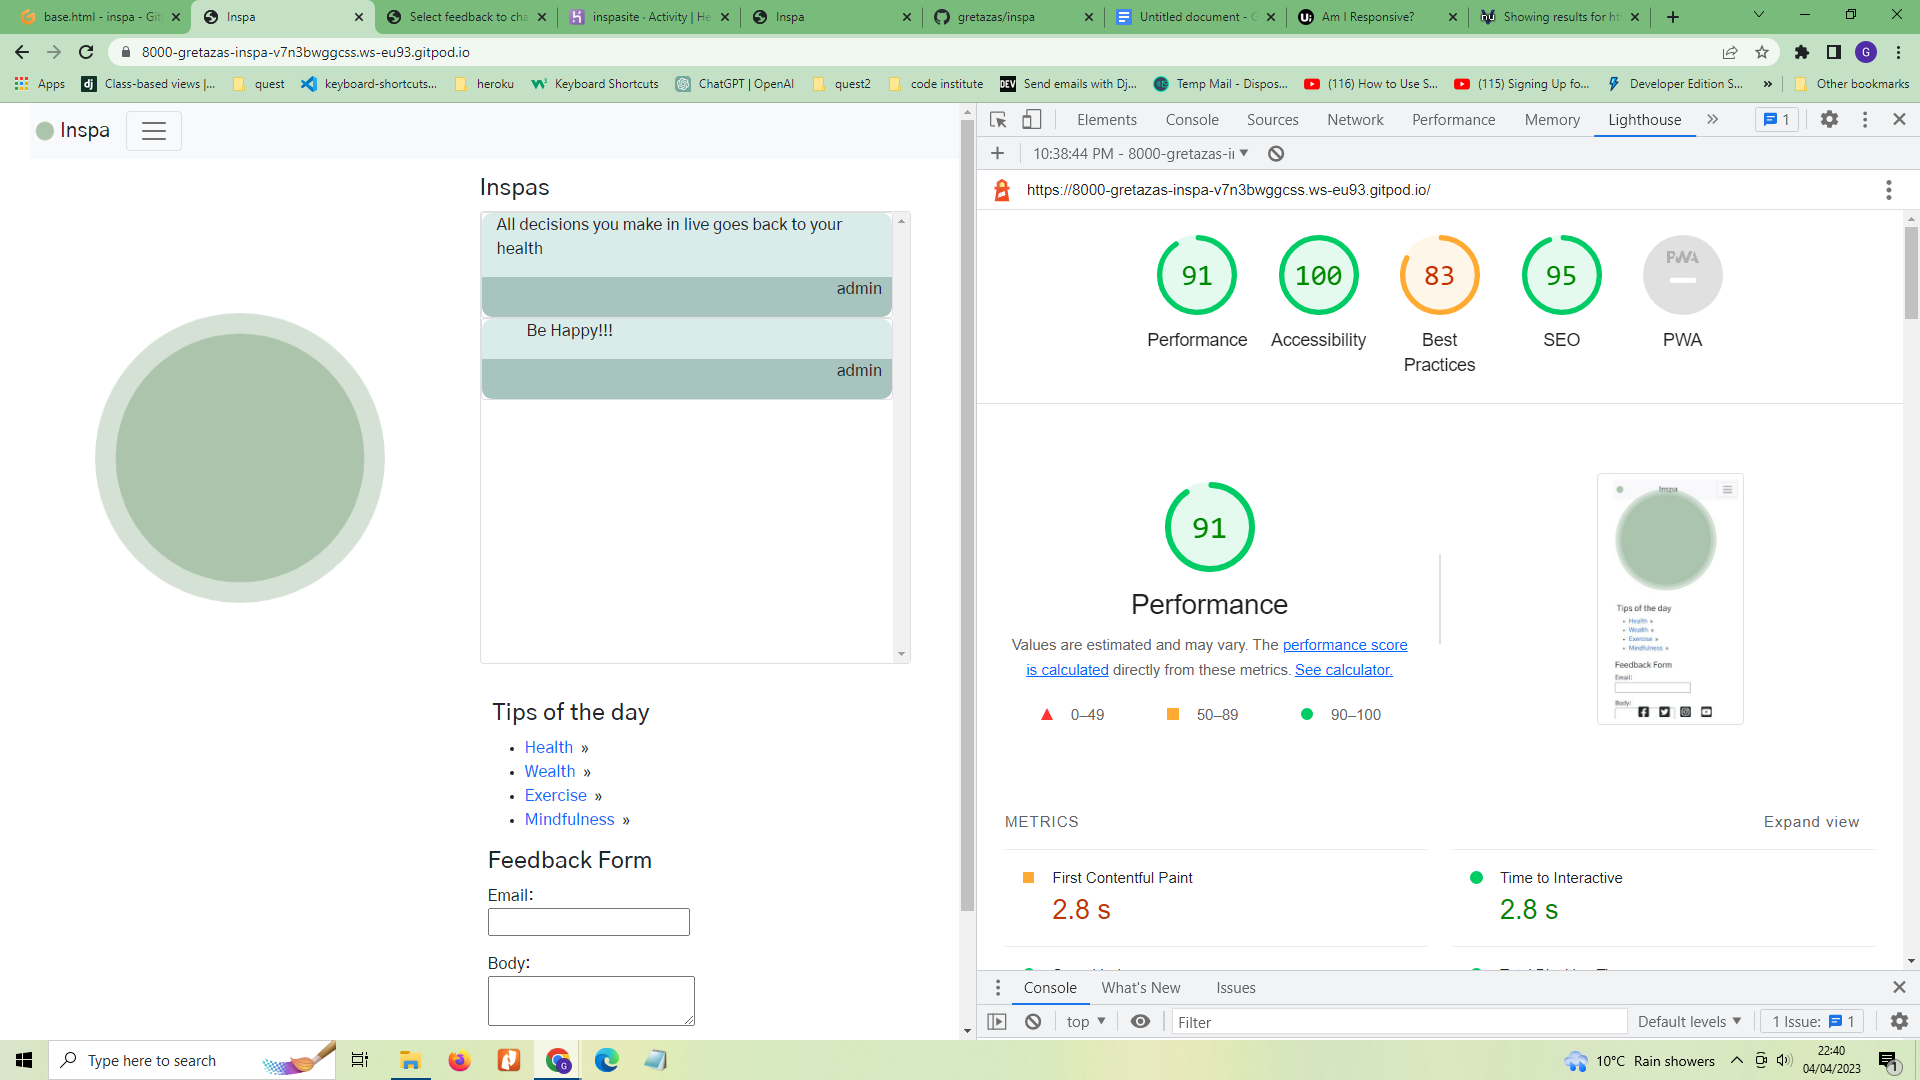 base.html - inspa - Git
Inspa
Select feedback to cha
inspasite · Activity | He
Inspa
gretazas/inspa
Untitled document - G
Am I Responsive?
Showing results for ht
8000-gretazas-inspa-v7n3bwggcss.ws-eu93.gitpod.io
Apps
Class-based views |...
quest
keyboard-shortcuts...
heroku
Keyboard Shortcuts
ChatGPT | OpenAI
quest2
code institute
Send emails with Dj...
Temp Mail - Dispos...
(116) How to Use S...
(115) Signing Up fo...
Developer Edition S...
»
Other bookmarks
Inspa
Inspas
All decisions you make in live goes back to your
health
admin
Be Happy!!!
admin
Tips of the day
Health »
Wealth »
Exercise »
Mindfulness »
Feedback Form
Email:
Body:
Elements Console Sources Network Performance Memory Lighthouse » 1
10:38:44 PM - 8000-gretazas-i
https://8000-gretazas-inspa-v7n3bwggcss.ws-eu93.gitpod.io/
91 100 83 95 PWA
Performance Accessibility Best Practices SEO PWA
91
Performance
Values are estimated and may vary. The performance score
is calculated directly from these metrics. See calculator.
0–49 50–89 90–100
Inspa
Tips of the day
Health »
Wealth »
Exercise »
Mindfulness »
Feedback Form
Email:
Body:
METRICS Expand view
First Contentful Paint
2.8 s
Time to Interactive
2.8 s
Console What's New Issues
top Filter Default levels 1 Issue: 1
Type here to search
10°C Rain showers
22:40
04/04/2023
1